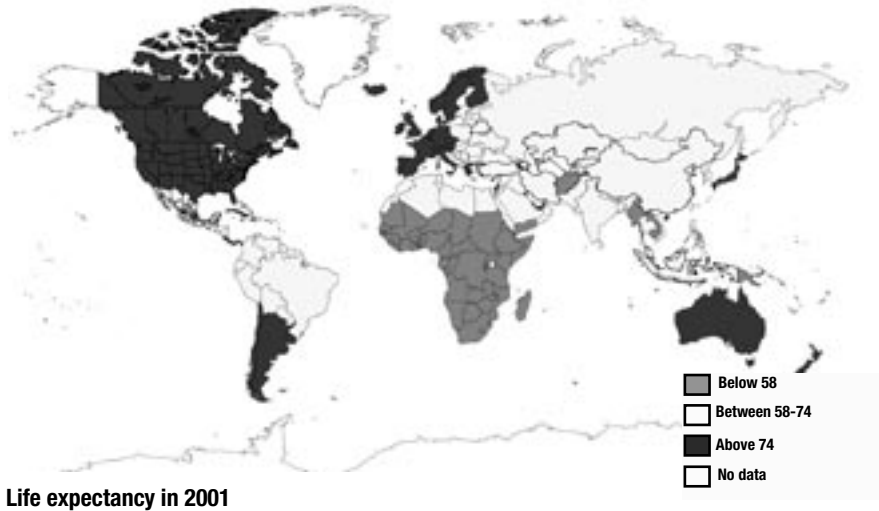 Below 58
Between 58-74
Above 74
No data
Life expectancy in 2001